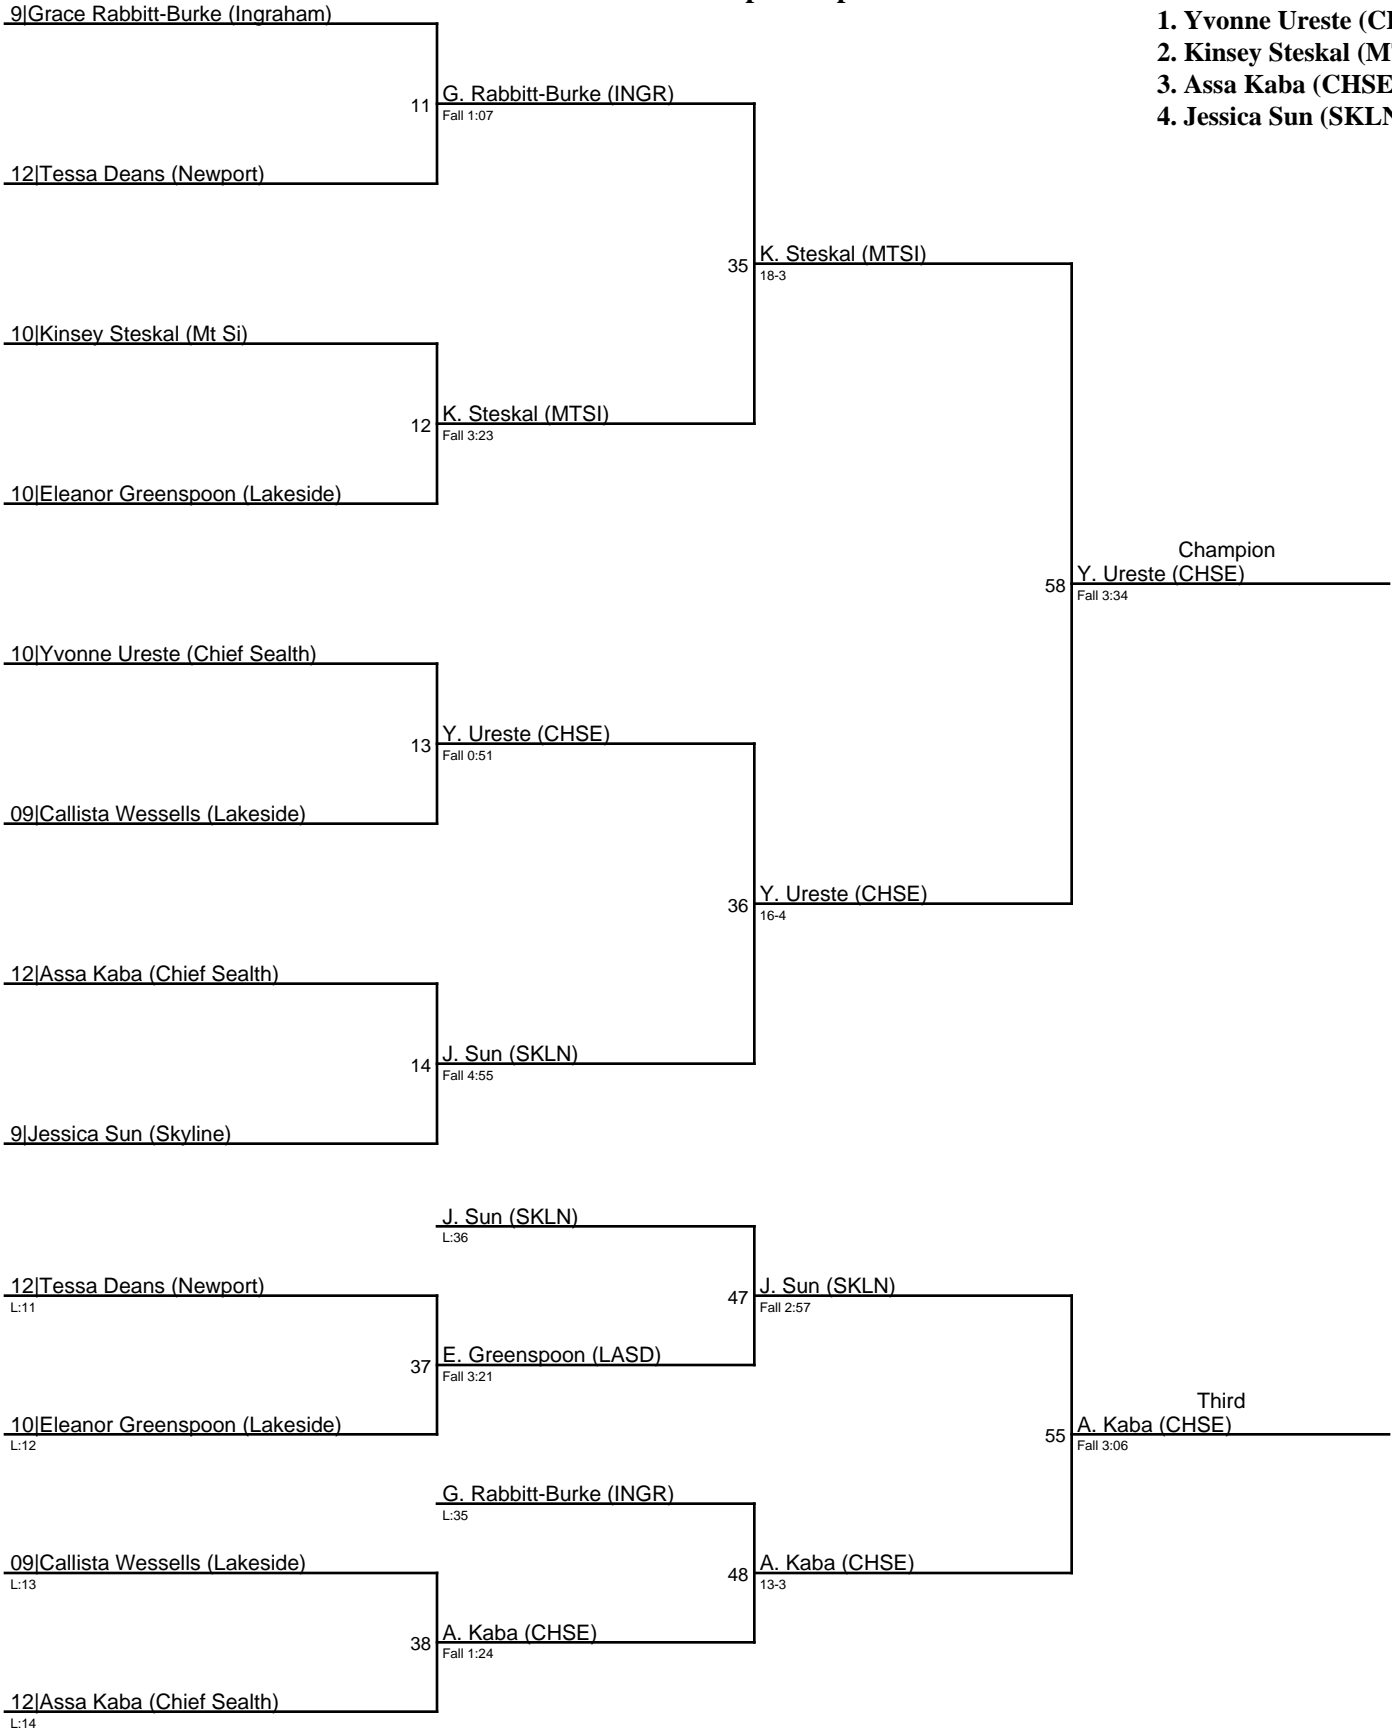 1. Yvonne Ureste
2. Kinsey Steskal
3. Assa Kaba (CHSE
4. Jessica Sun
9|Grace Rabbitt-Burke (Ingraham)
11
G. Rabbitt-Burke (INGR)
Fall 1:07
12|Tessa Deans (Newport)
35
K. Steskal (MTSI)
18-3
10|Kinsey Steskal (Mt Si)
12
K. Steskal (MTSI)
Fall 3:23
10|Eleanor Greenspoon (Lakeside)
Champion
58
Y. Ureste (CHSE)
Fall 3:34
10|Yvonne Ureste (Chief Sealth)
13
Y. Ureste (CHSE)
Fall 0:51
09|Callista Wessells (Lakeside)
36
Y. Ureste (CHSE)
16-4
12|Assa Kaba (Chief Sealth)
14
J. Sun (SKLN)
Fall 4:55
9|Jessica Sun (Skyline)
J. Sun (SKLN)
L:36
12|Tessa Deans (Newport)
L:11
47
J. Sun (SKLN)
Fall 2:57
37
E. Greenspoon (LASD)
Fall 3:21
10|Eleanor Greenspoon (Lakeside)
L:12
Third
55
A. Kaba (CHSE)
Fall 3:06
G. Rabbitt-Burke (INGR)
L:35
09|Callista Wessells (Lakeside)
L:13
48
A. Kaba (CHSE)
13-3
38
A. Kaba (CHSE)
Fall 1:24
12|Assa Kaba (Chief Sealth)
L:14